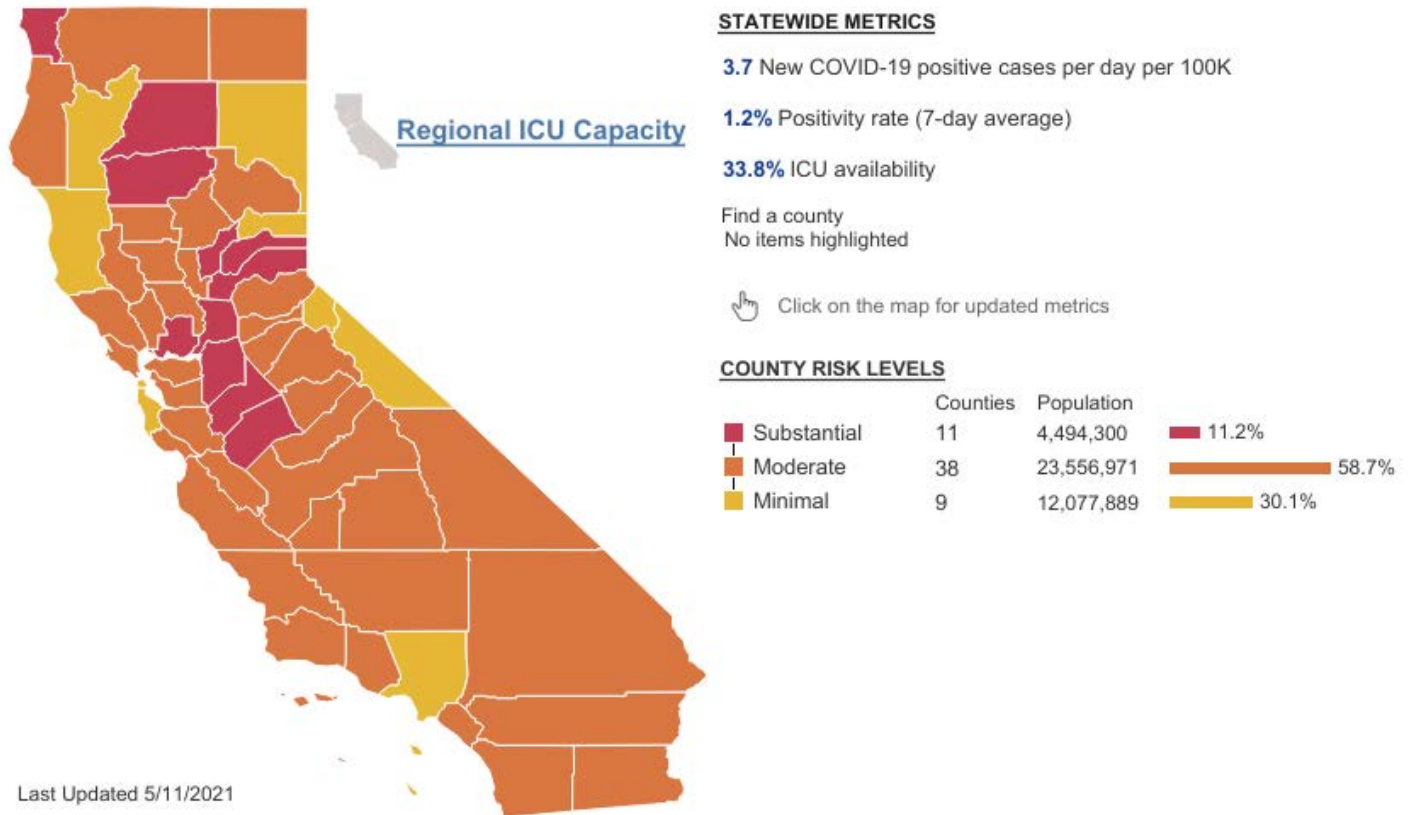 STATEWIDE METRICS
3.7 New COVID-19 positive cases per day per 100K
Regional ICU Capacity
1.2% Positivity rate (7-day average)
33.8% ICU availability
Find a county
No items highlighted
Click on the map for updated metrics
COUNTY RISK LEVELS
Counties Population
Substantial 11 4,494,300 11.2%
Moderate 38 23,556,971 58.7%
Minimal 9 12,077,889 30.1%
Last Updated 5/11/2021